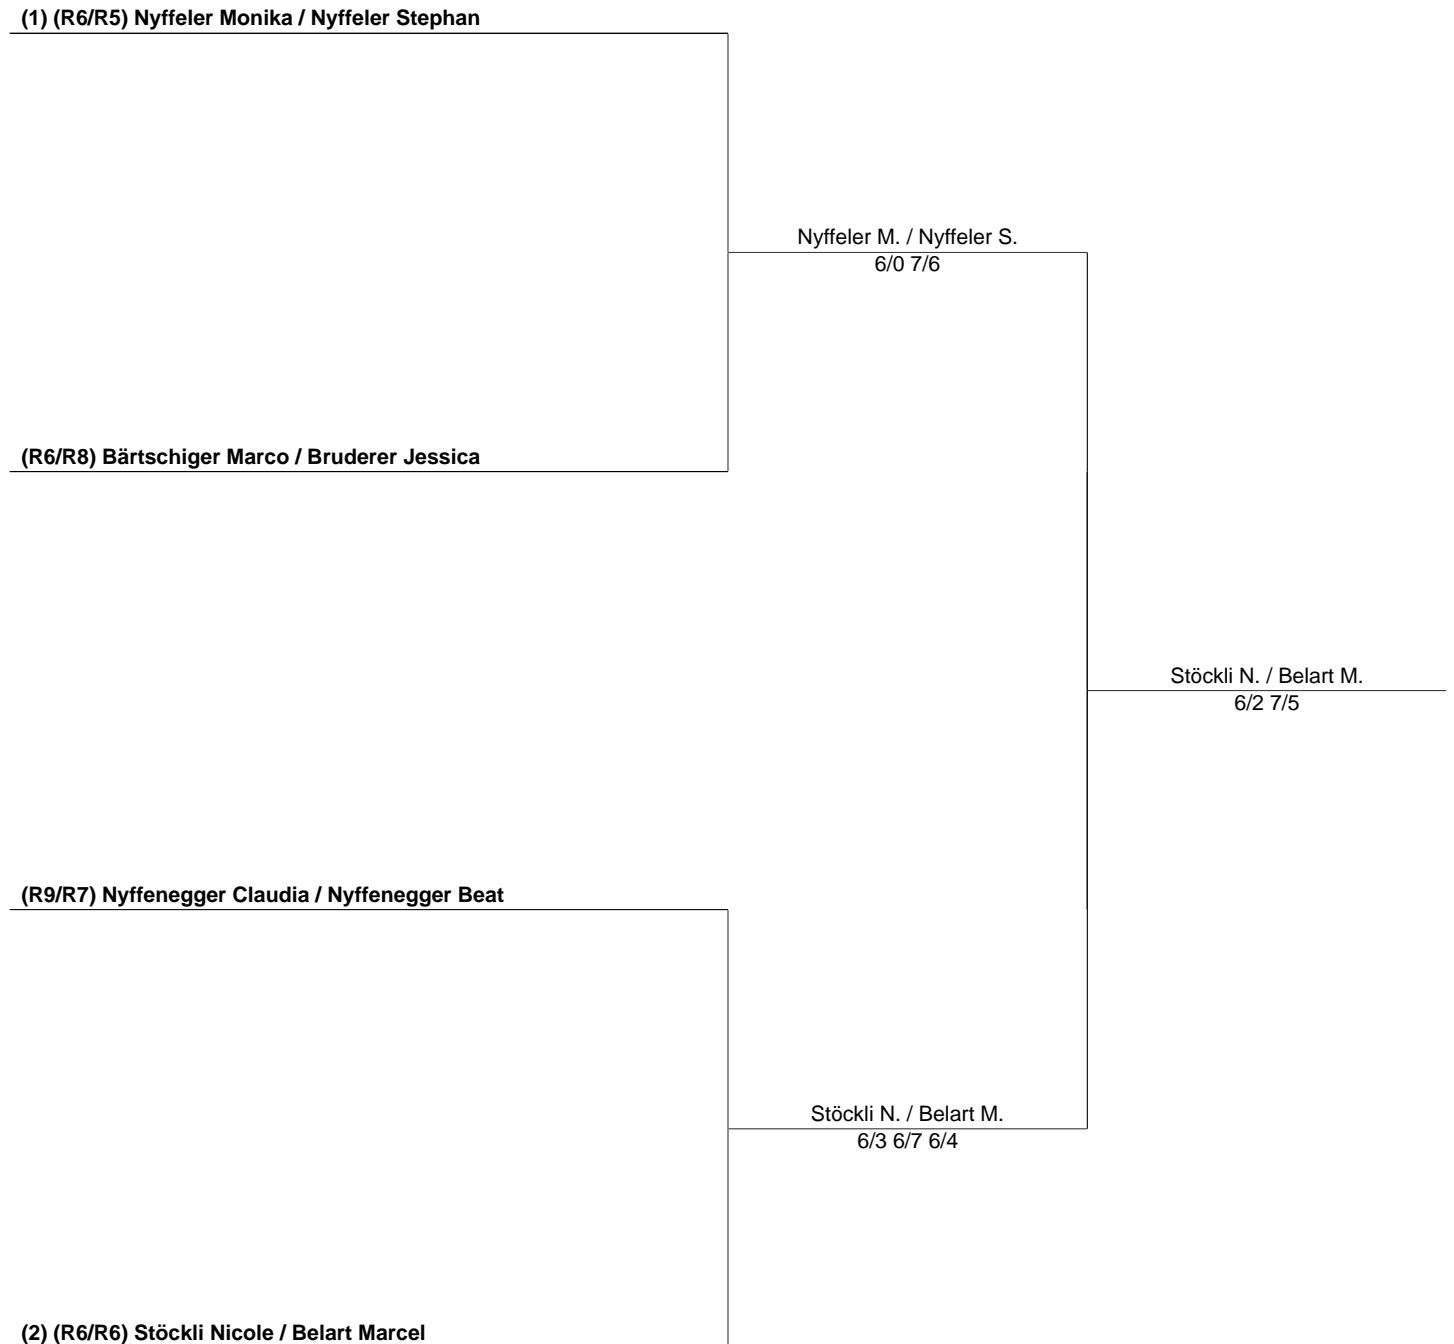 (1) (R6/R5) Nyffeler Monika / Nyffeler Stephan
Nyffeler M. / Nyffeler S.
6/0 7/6
(R6/R8) Bärtschiger Marco / Bruderer Jessica
Stöckli N. / Belart M.
6/2 7/5
(R9/R7) Nyffenegger Claudia / Nyffenegger Beat
Stöckli N. / Belart M.
6/3 6/7 6/4
(2) (R6/R6) Stöckli Nicole / Belart Marcel